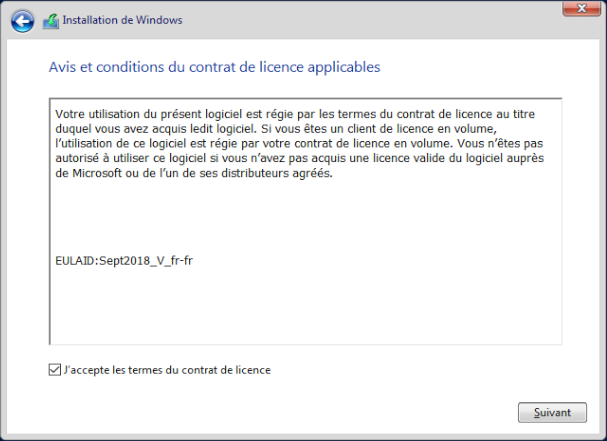 Installation de Windows
Avis et conditions du contrat de licence applicables
Votre utilisation du présent logiciel est régie par les termes du contrat de licence au titre
duquel vous avez acquis ledit logiciel. Si vous êtes un client de licence en volume,
l'utilisation de ce logiciel est régie par votre contrat de licence en volume. Vous n'êtes pas
autorisé à utiliser ce logiciel si vous n'avez pas acquis une licence valide du logiciel auprès
de Microsoft ou de l'un de ses distributeurs agréés.
EULAID:Sept2018_V_fr-fr
J'accepte les termes du contrat de licence
Suivant